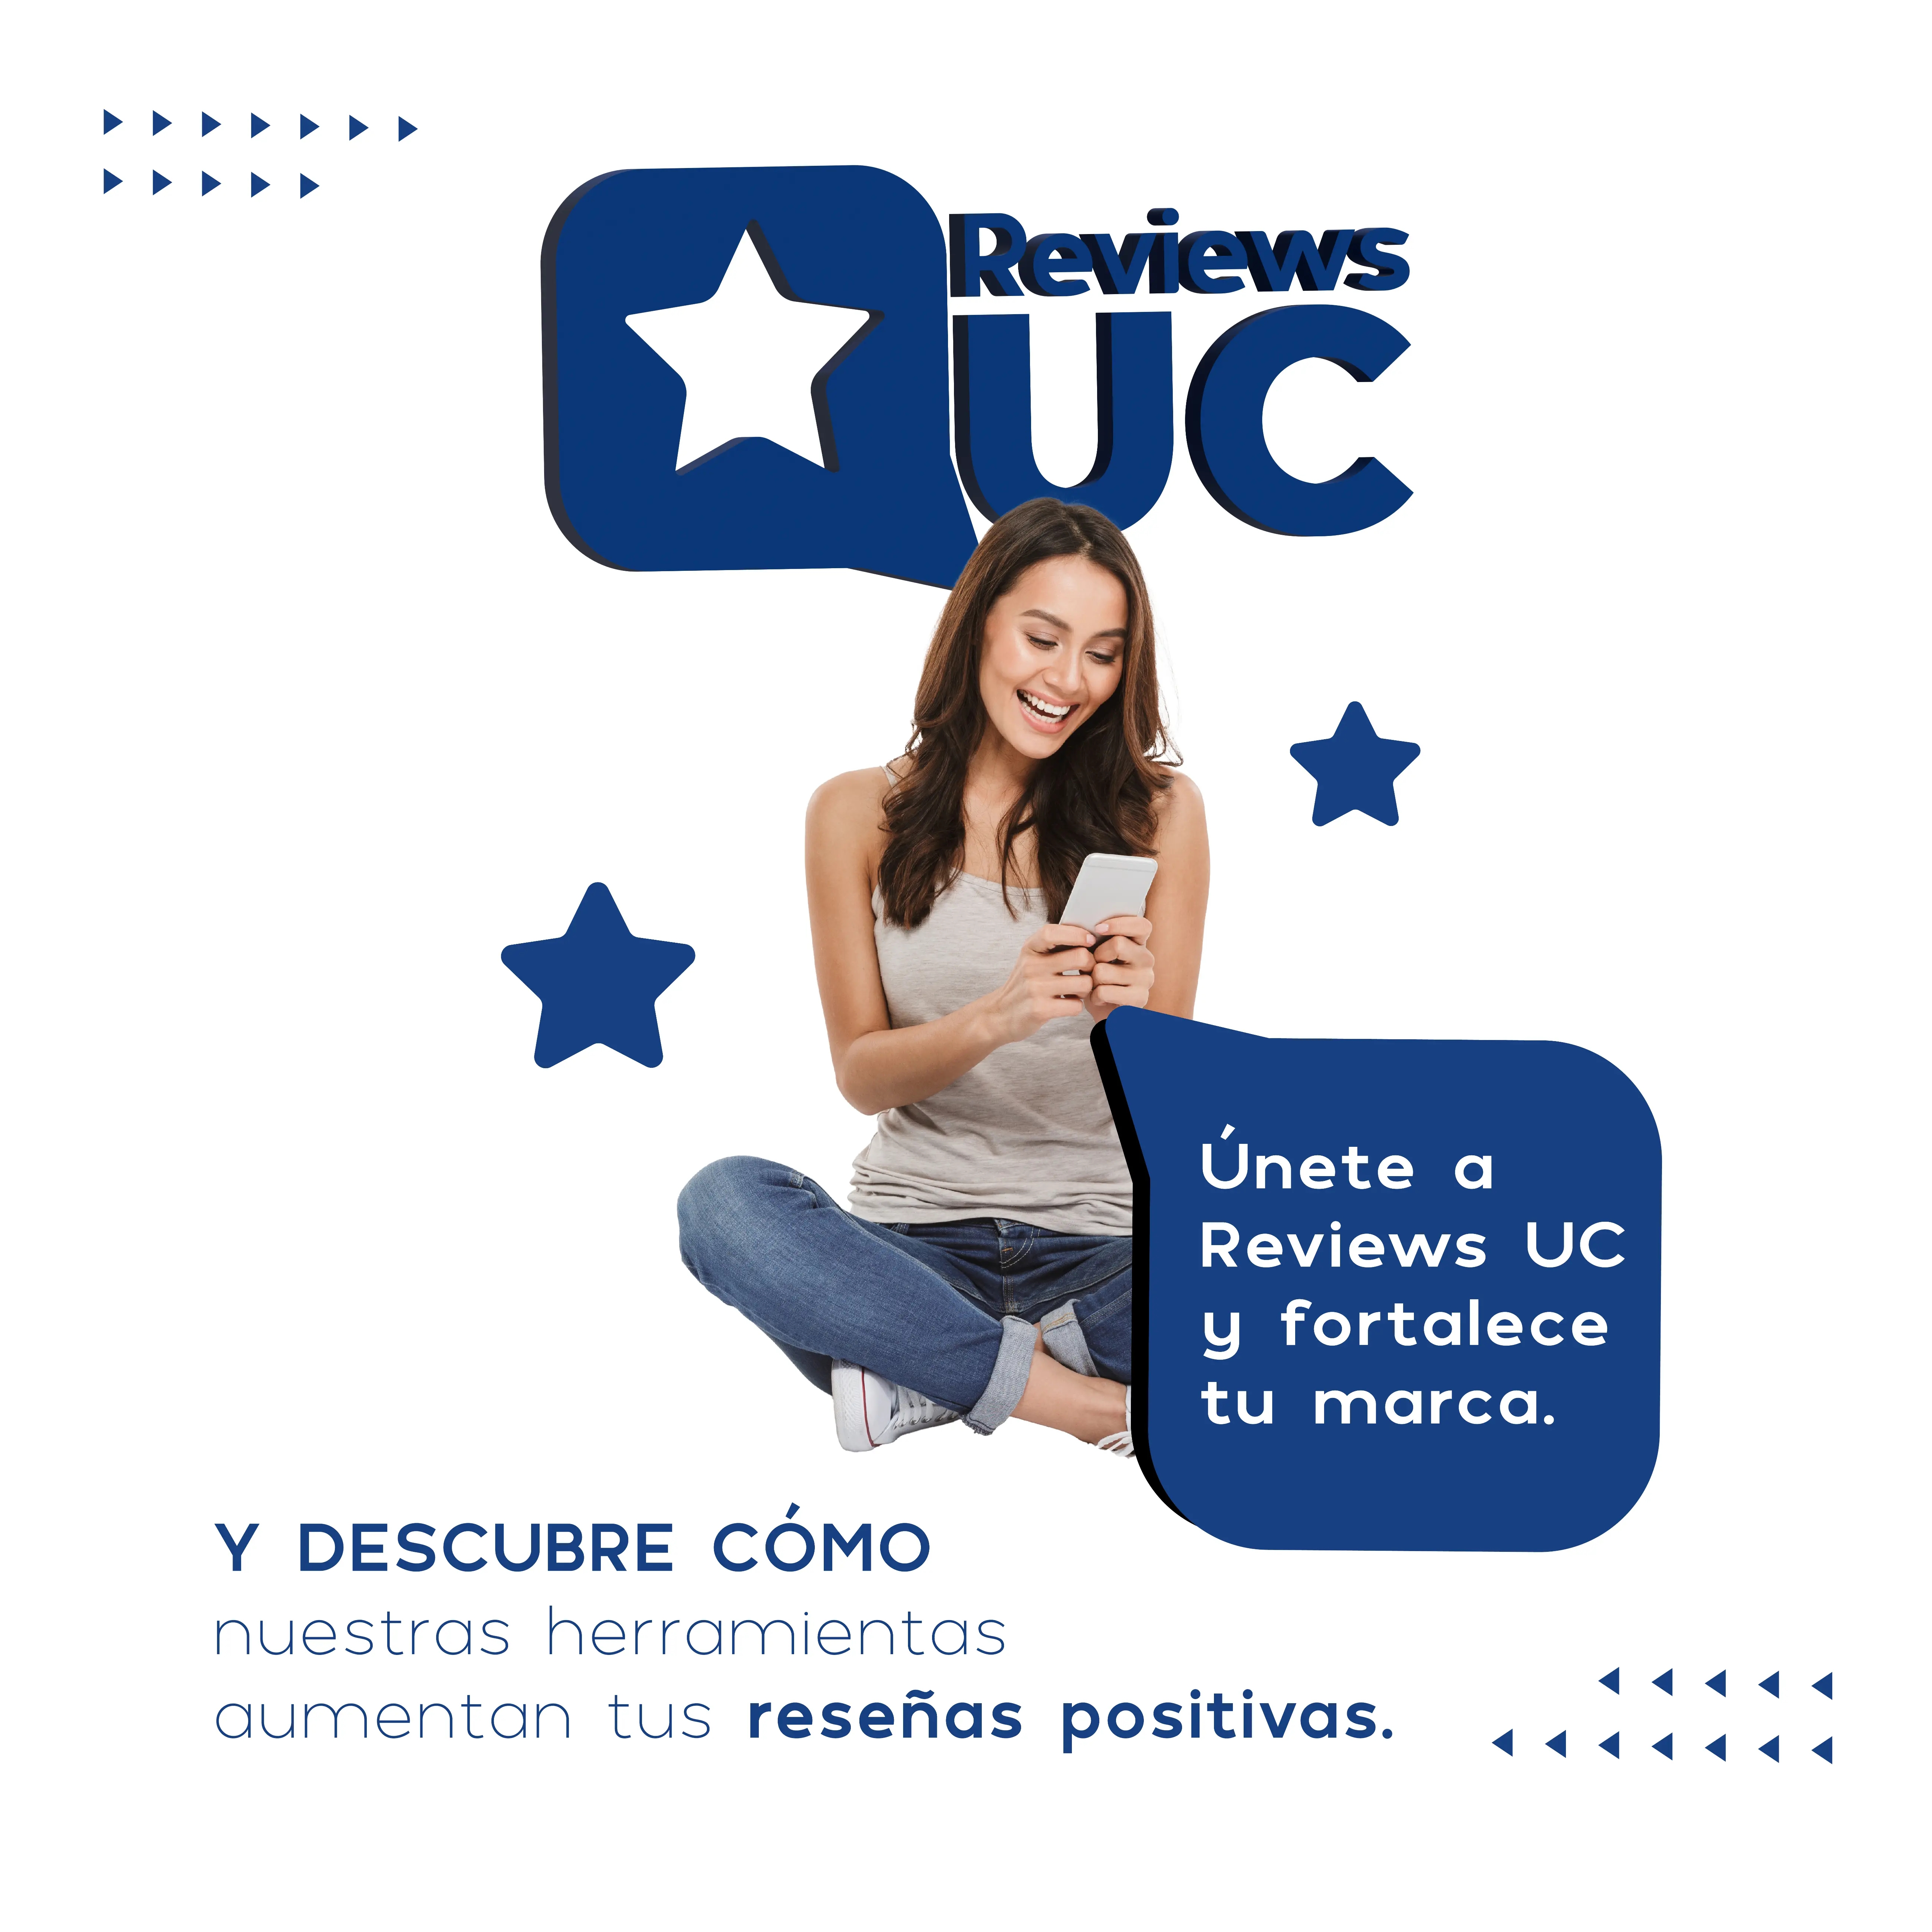 Reviews
UC
Únete a
Reviews UC
y fortalece
tu marca.
Y DESCUBRE CÓMO
nuestras herramientas
aumentan tus reseñas positivas.